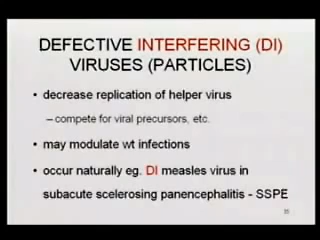 DEFECTIVE INTERFERING (DI)
VIRUSES (PARTICLES)
• decrease replication of helper virus
– compete for viral precursors, etc.
• may modulate wt infections
• occur naturally eg. DI measles virus in
subacute scelerosing panencephalitis - SSPE
35